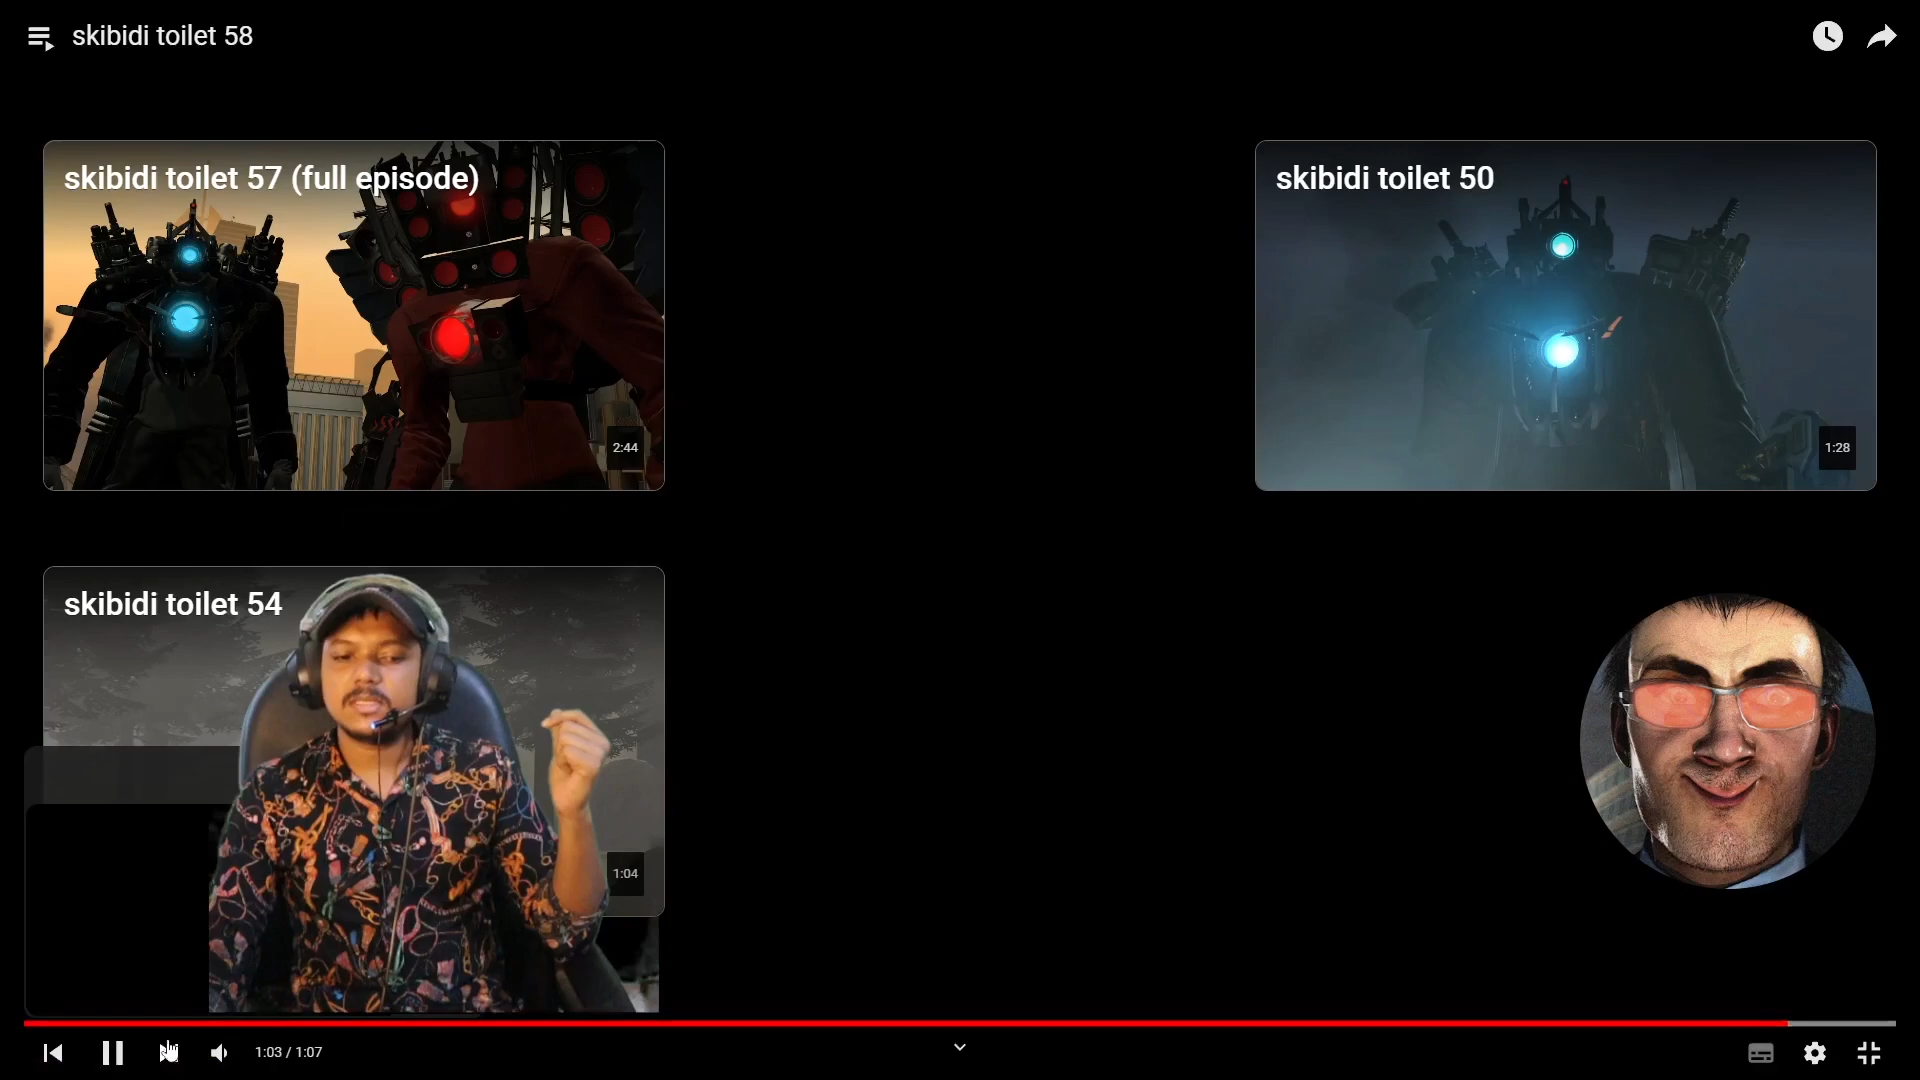 skibidi toilet 58
skibidi toilet 57 (full episode)
2:44
skibidi toilet 50
1:28
skibidi toilet 54
1:04
1:03 / 1:07